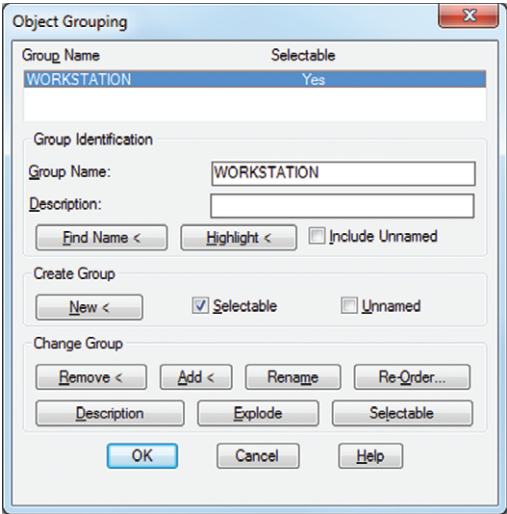 Object Grouping
Group Name Selectable
WORKSTATION Yes
Group Identification
Group Name: WORKSTATION
Description:
Find Name < Highlight < Include Unnamed
Create Group
New < Selectable Unnamed
Change Group
Remove < Add < Rename Re-Order...
Description Explode Selectable
OK Cancel Help